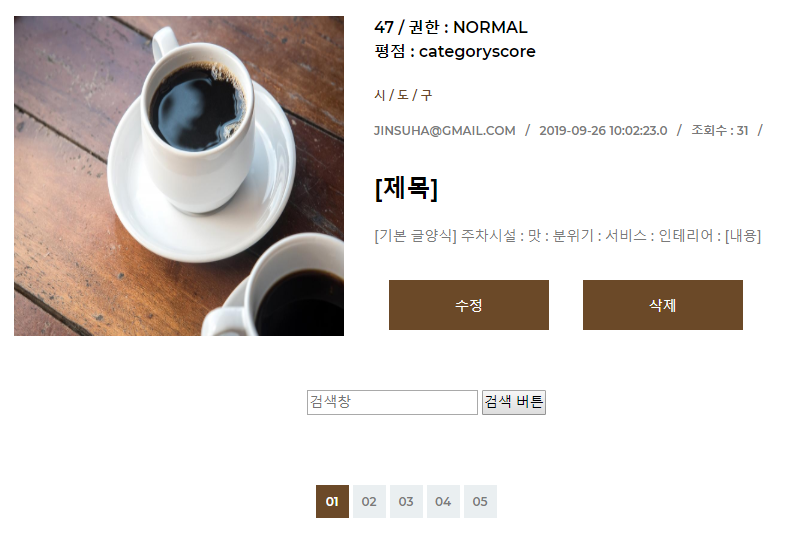 47 / 권한 : NORMAL
평점 : categoryscore
시 / 도 / 구
JINSUHA@GMAIL.COM / 2019-09-26 10:02:23.0 / 조회수 : 31 /
[제목]
[기본 글양식] 주차시설 : 맛 : 분위기 : 서비스 : 인테리어 : [내용]
수정 삭제
검색창 검색 버튼
01 02 03 04 05